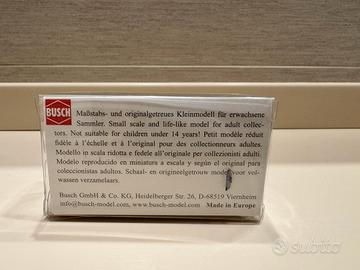 BUSCH
Maßstabs- und originalgetreues Kleinmodell für erwachsene
Sammler. Small scale and life-like model for adult collec-
tors. Not suitable for children under 14 years! Petit modèle réduit
fidèle à l'échelle et à l'original pour des collectionneurs adultes.
Modello in scala ridotta e fedele all'originale per collezionisti adulti.
Modelo reproducido en miniatura a escala y según el original para
coleccionistas adultos. Schaal- en origineelgetrouw model voor vol-
wassen verzamelaars.
Busch GmbH & Co. KG, Heidelberger Str. 26, D-68519 Viernheim
info@busch-model.com, www.busch-model.com Made in Europe
subito